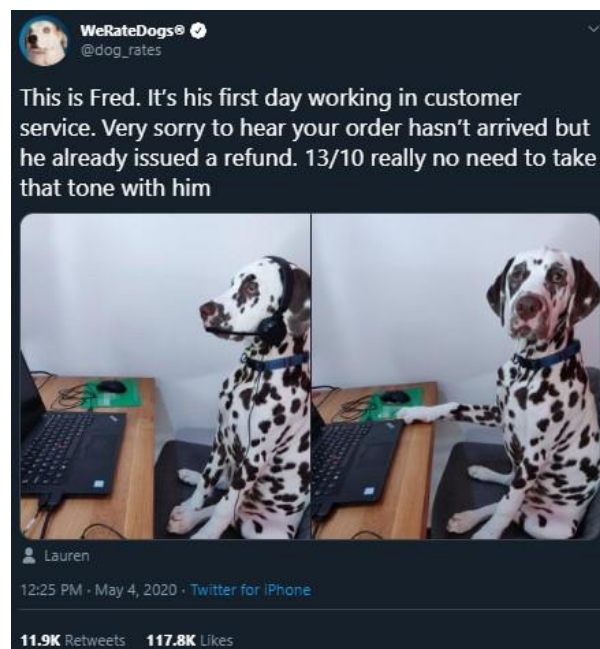 WeRateDogs®
@dog_rates
This is Fred. It's his first day working in customer
service. Very sorry to hear your order hasn't arrived but
he already issued a refund. 13/10 really no need to take
that tone with him
Lauren
12:25 PM · May 4, 2020 · Twitter for iPhone
11.9K Retweets 117.8K Likes